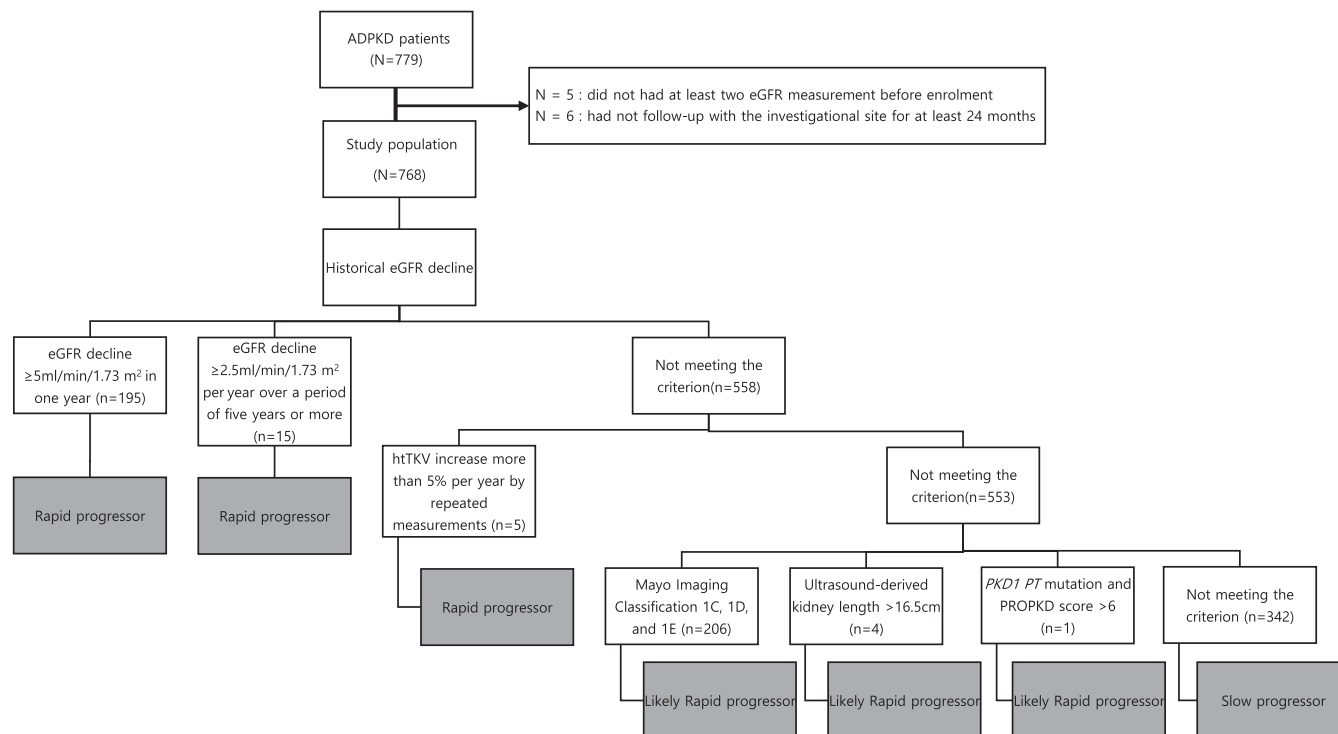 ADPKD patients
(N=779)
N = 5 : did not had at least two eGFR measurement before enrolment
N = 6 : had not follow-up with the investigational site for at least 24 months
Study population
(N=768)
Historical eGFR decline
eGFR decline
≥5ml/min/1.73 m² in
one year (n=195)
eGFR decline
≥2.5ml/min/1.73 m²
per year over a period
of five years or more
(n=15)
Not meeting the
criterion(n=558)
Rapid progressor
Rapid progressor
htTKV increase more
than 5% per year by
repeated
measurements (n=5)
Not meeting the
criterion(n=553)
Rapid progressor
Mayo Imaging
Classification 1C, 1D,
and 1E (n=206)
Ultrasound-derived
kidney length >16.5cm
(n=4)
PKD1 PT mutation and
PROPKD score >6
(n=1)
Not meeting the
criterion (n=342)
Likely Rapid progressor
Likely Rapid progressor
Likely Rapid progressor
Slow progressor